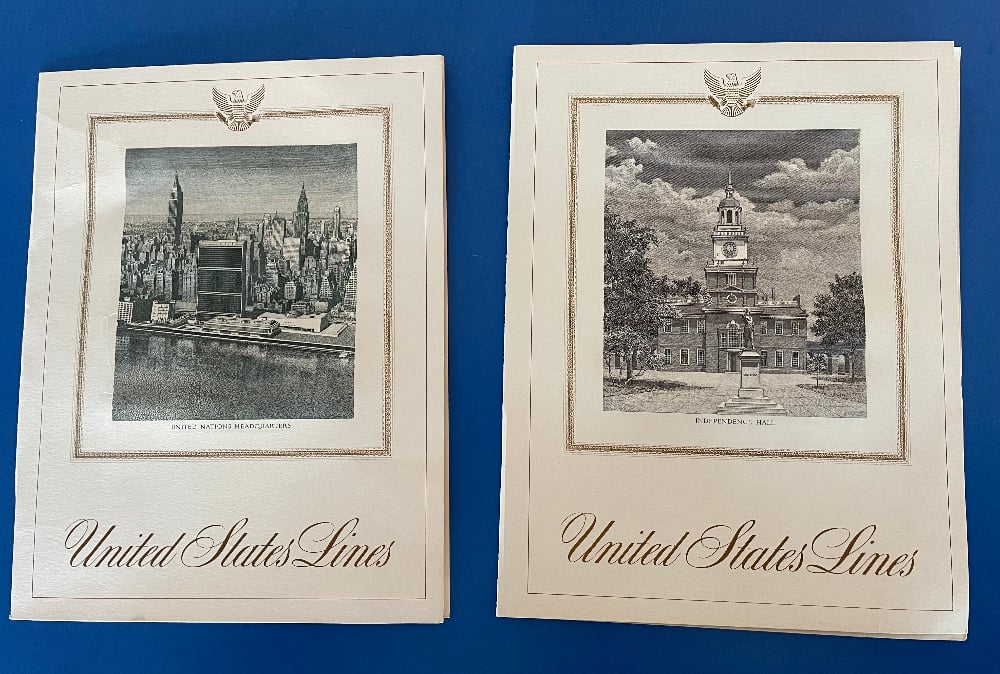 UNITED NATIONS HEADQUARTERS
United States Lines
INDEPENDENCE HALL
United States Lines